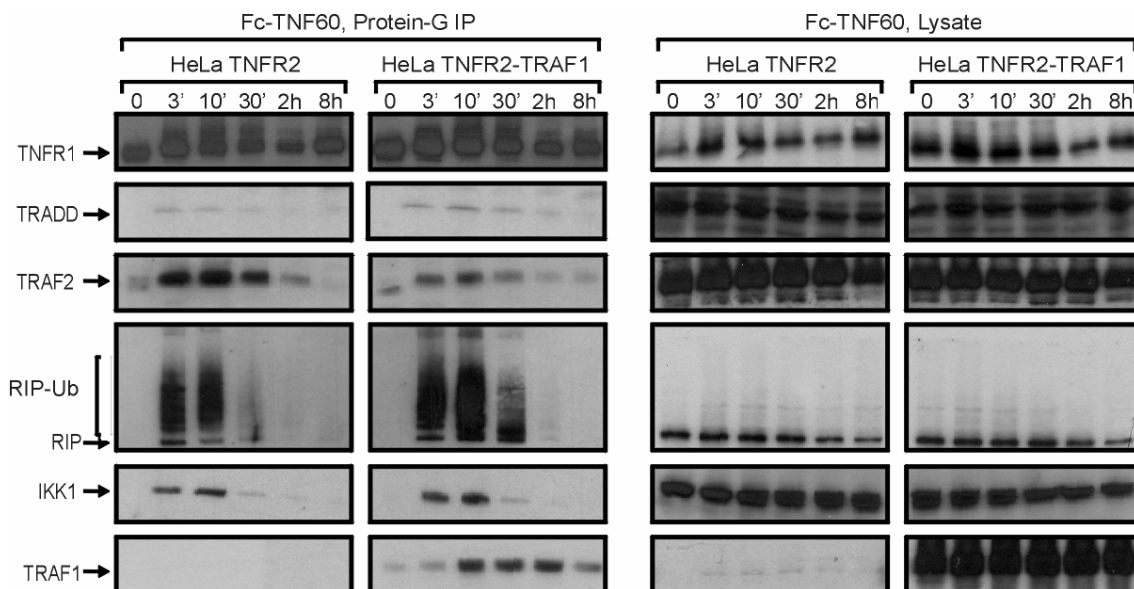 Fc-TNF60, Protein-G IP Fc-TNF60, Lysate
HeLa TNFR2 HeLa TNFR2-TRAF1 HeLa TNFR2 HeLa TNFR2-TRAF1
0 3’ 10’ 30’ 2h 8h 0 3’ 10’ 30’ 2h 8h 0 3’ 10’ 30’ 2h 8h 0 3’ 10’ 30’ 2h 8h
TNFR1
TRADD
TRAF2
RIP-Ub
RIP
IKK1
TRAF1